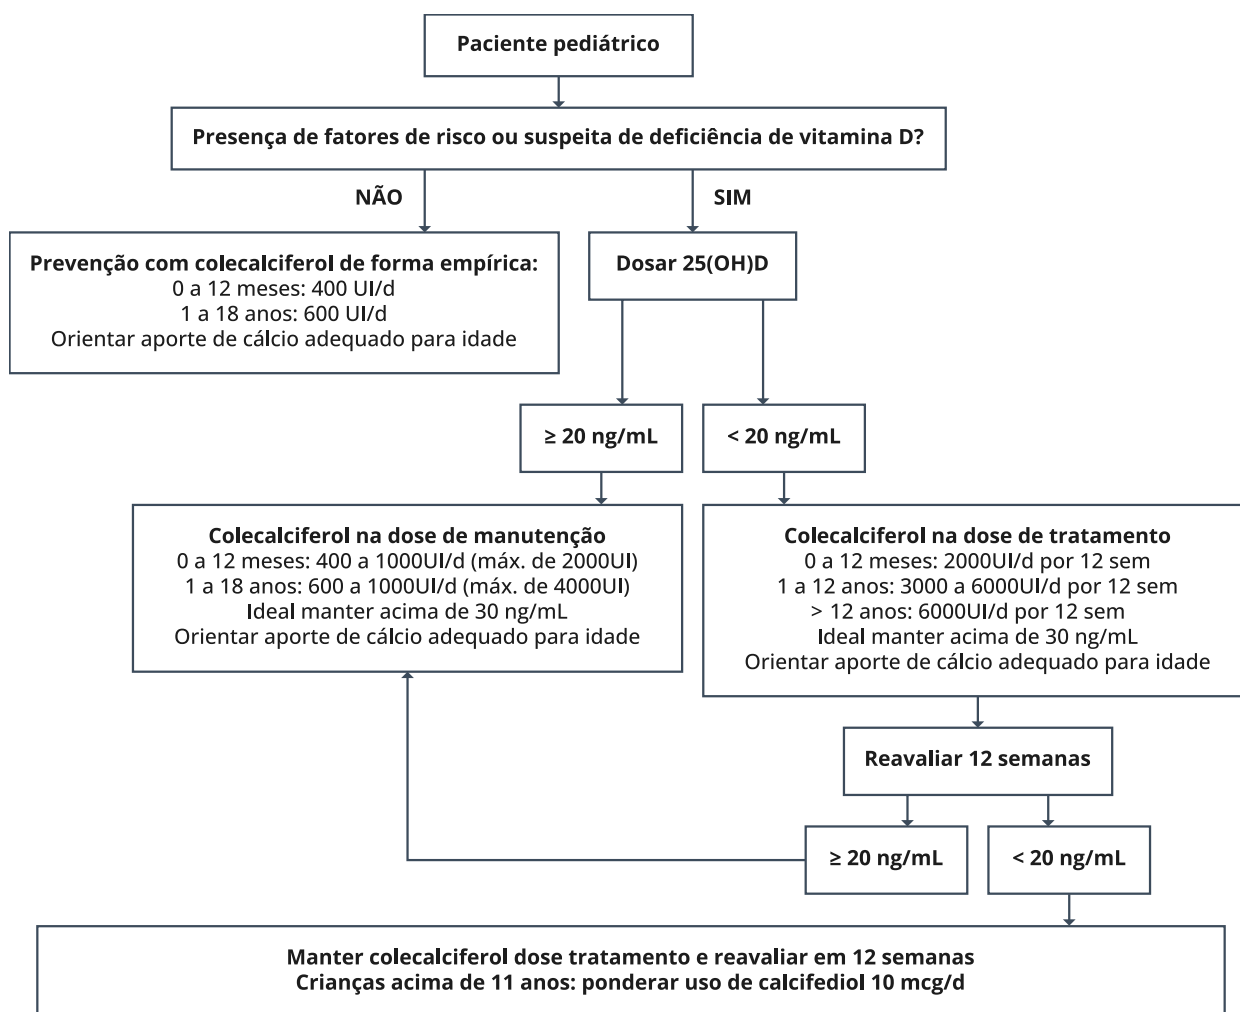 Paciente pediátrico
Presença de fatores de risco ou suspeita de deficiência de vitamina D?
NÃO
SIM
Prevenção com colecalciferol de forma empírica:
0 a 12 meses: 400 UI/d
1 a 18 anos: 600 UI/d
Orientar aporte de cálcio adequado para idade
Dosar 25(OH)D
≥ 20 ng/mL
< 20 ng/mL
Colecalciferol na dose de manutenção
0 a 12 meses: 400 a 1000UI/d (máx. de 2000UI)
1 a 18 anos: 600 a 1000UI/d (máx. de 4000UI)
Ideal manter acima de 30 ng/mL
Orientar aporte de cálcio adequado para idade
Colecalciferol na dose de tratamento
0 a 12 meses: 2000UI/d por 12 sem
1 a 12 anos: 3000 a 6000UI/d por 12 sem
> 12 anos: 6000UI/d por 12 sem
Ideal manter acima de 30 ng/mL
Orientar aporte de cálcio adequado para idade
Reavaliar 12 semanas
≥ 20 ng/mL
< 20 ng/mL
Manter colecalciferol dose tratamento e reavaliar em 12 semanas
Crianças acima de 11 anos: ponderar uso de calcifediol 10 mcg/d